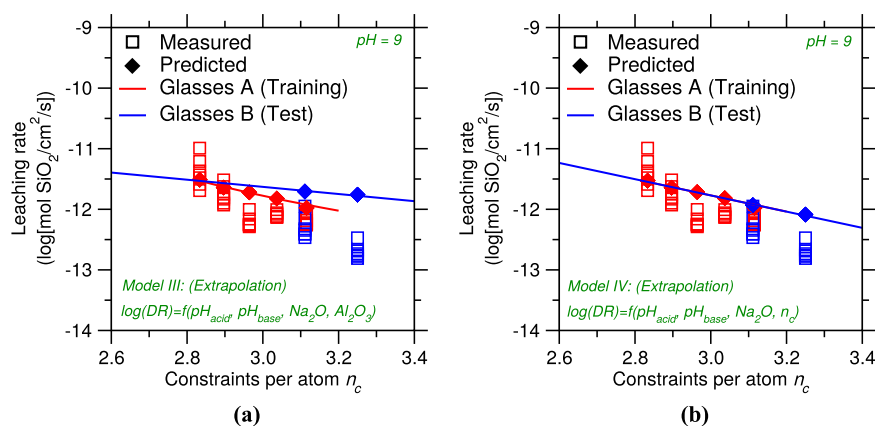 -9
-10
-11
-12
-13
-14
2.6 3.0 3.4
2.8 3.2
Leaching rate
(log[mol SiO2/cm²/s])
Constraints per atom nc
pH = 9
Measured
Predicted
Glasses A (Training)
Glasses B (Test)
Model III: (Extrapolation)
log(DR)=f(pHacid, pHbase, Na2O, Al2O3)
(a)
-9
-10
-11
-12
-13
-14
2.6 2.8 3.0 3.2 3.4
Leaching rate
(log[mol SiO2/cm²/s])
Constraints per atom nc
pH = 9
Measured
Predicted
Glasses A (Training)
Glasses B (Test)
Model IV: (Extrapolation)
log(DR)=f(pHacid, pHbase, Na2O, nc)
(b)